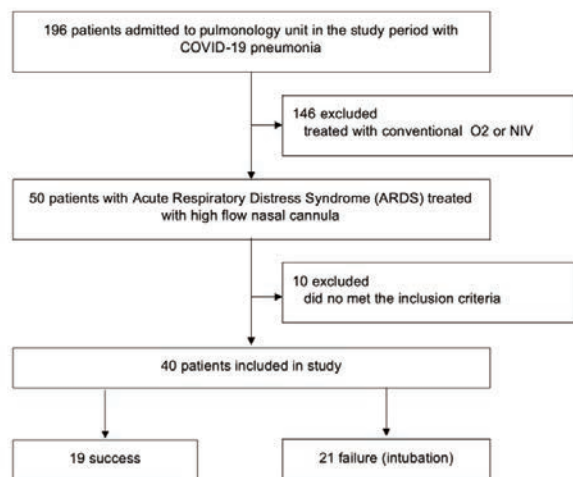 196 patients admitted to pulmonology unit in the study period with
COVID-19 pneumonia
146 excluded
treated with conventional O2 or NIV
50 patients with Acute Respiratory Distress Syndrome (ARDS) treated
with high flow nasal cannula
10 excluded
did no met the inclusion criteria
40 patients included in study
19 success
21 failure (intubation)